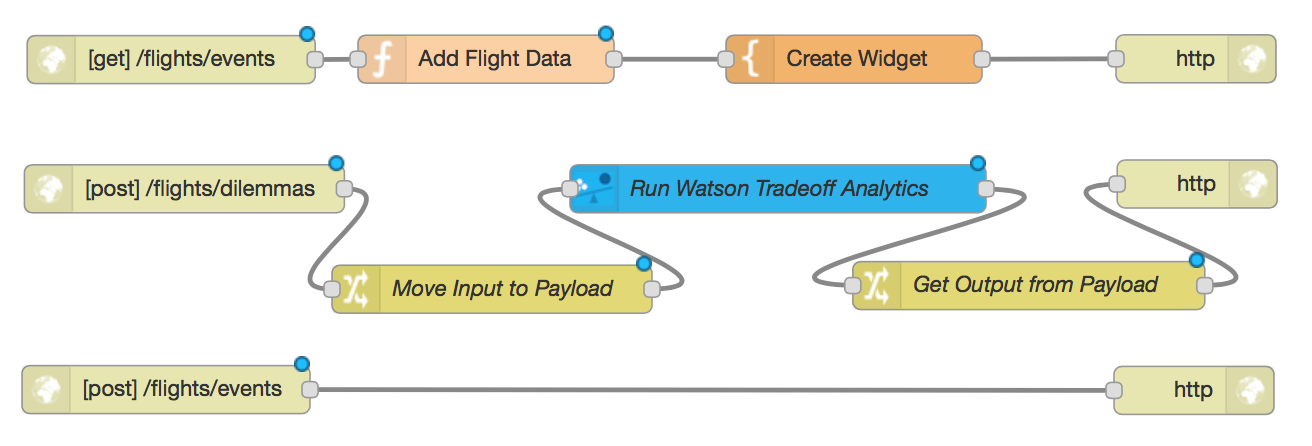 [get] /flights/events
Add Flight Data
Create Widget
http
[post] /flights/dilemmas
Run Watson Tradeoff Analytics
http
Move Input to Payload
Get Output from Payload
[post] /flights/events
http